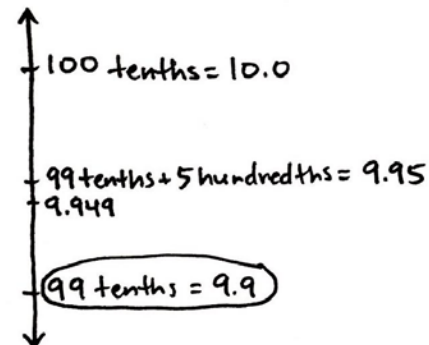 100 tenths = 10.0
99 tenths + 5 hundredths = 9.95
9.949
99 tenths = 9.9